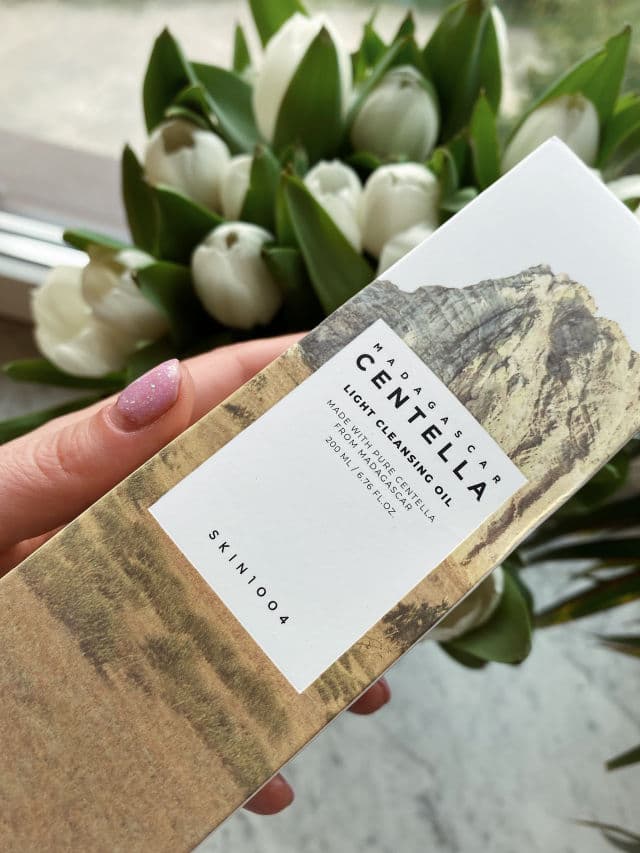 MADAGASCAR
CENTELLA
LIGHT CLEANSING OIL
MADE WITH PURE CENTELLA
FROM MADAGASCAR
200 ML / 6.76 FL.OZ.
SKIN1004